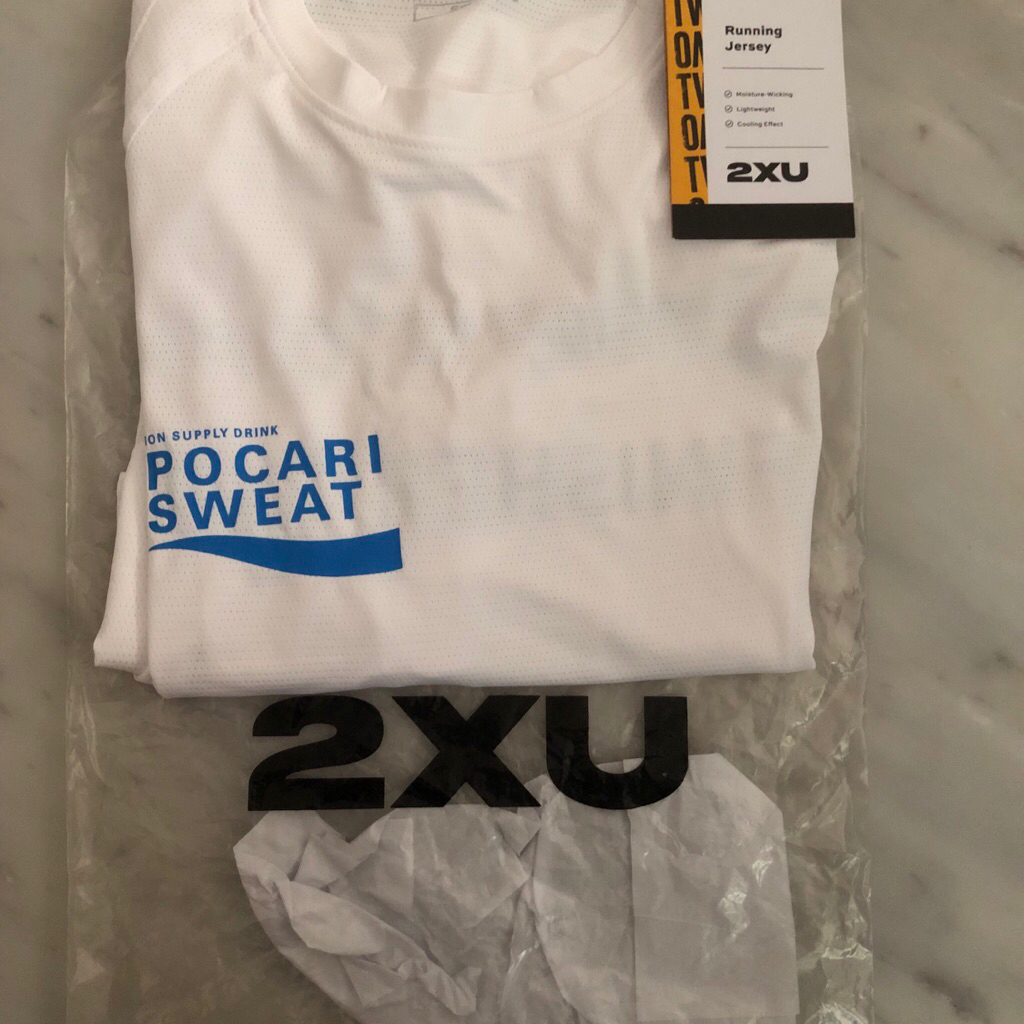 Running
Jersey
Moisture-Wicking
Lightweight
Cooling Effect
2XU
ION SUPPLY DRINK
POCARI
SWEAT
2XU